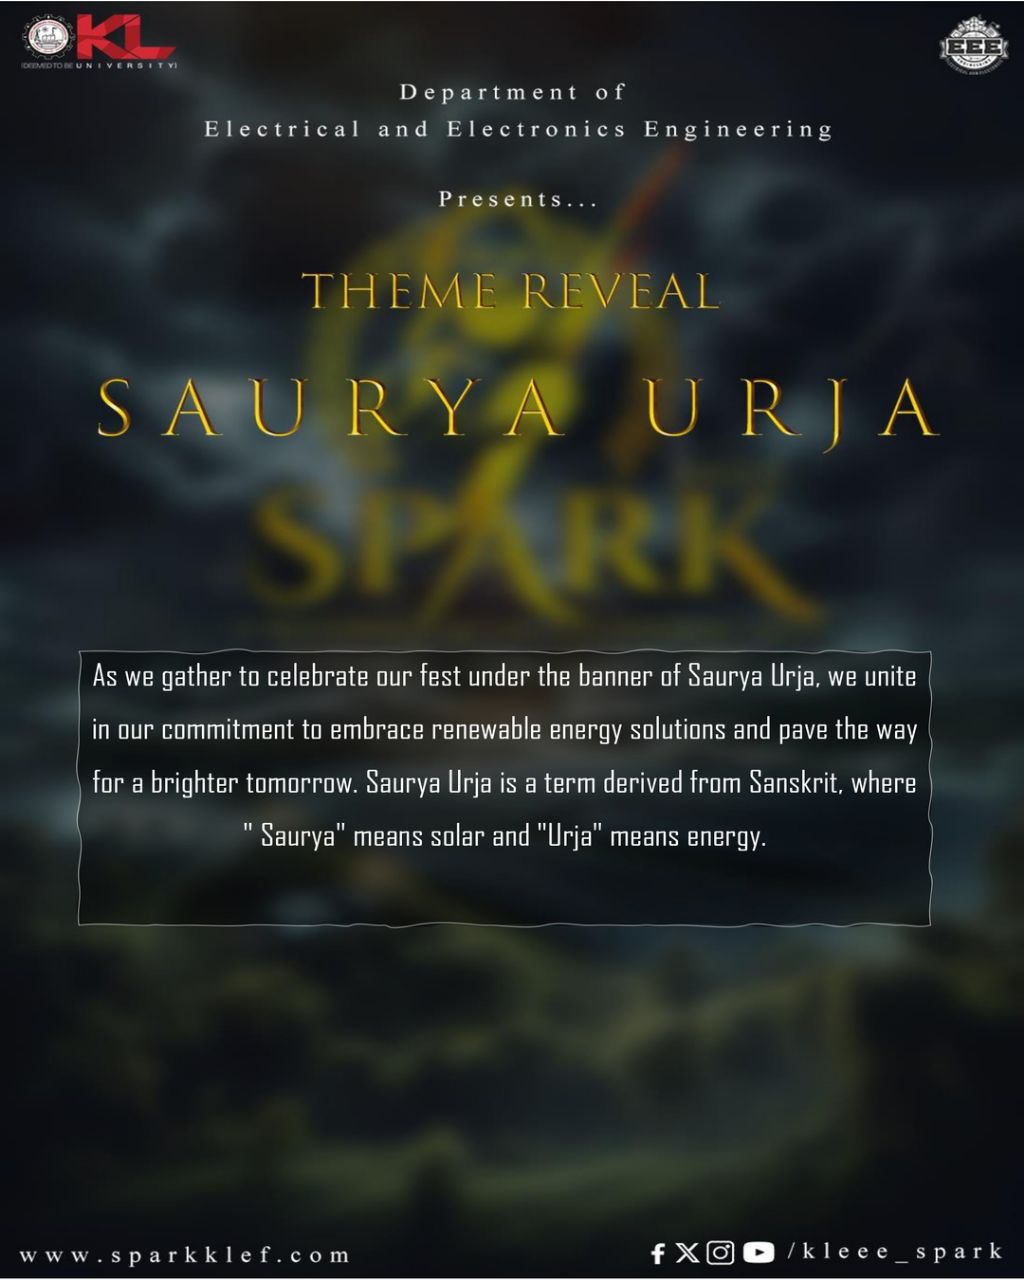 KL
(DEEMED TO BE UNIVERSITY)
EEE
Department of
Electrical and Electronics Engineering
Presents...
THEME REVEAL
SAURYA URJA
SPARK
As we gather to celebrate our fest under the banner of Saurya Urja, we unite
in our commitment to embrace renewable energy solutions and pave the way
for a brighter tomorrow. Saurya Urja is a term derived from Sanskrit, where
" Saurya" means solar and "Urja" means energy.
www.sparkklef.com
/kleee_spark